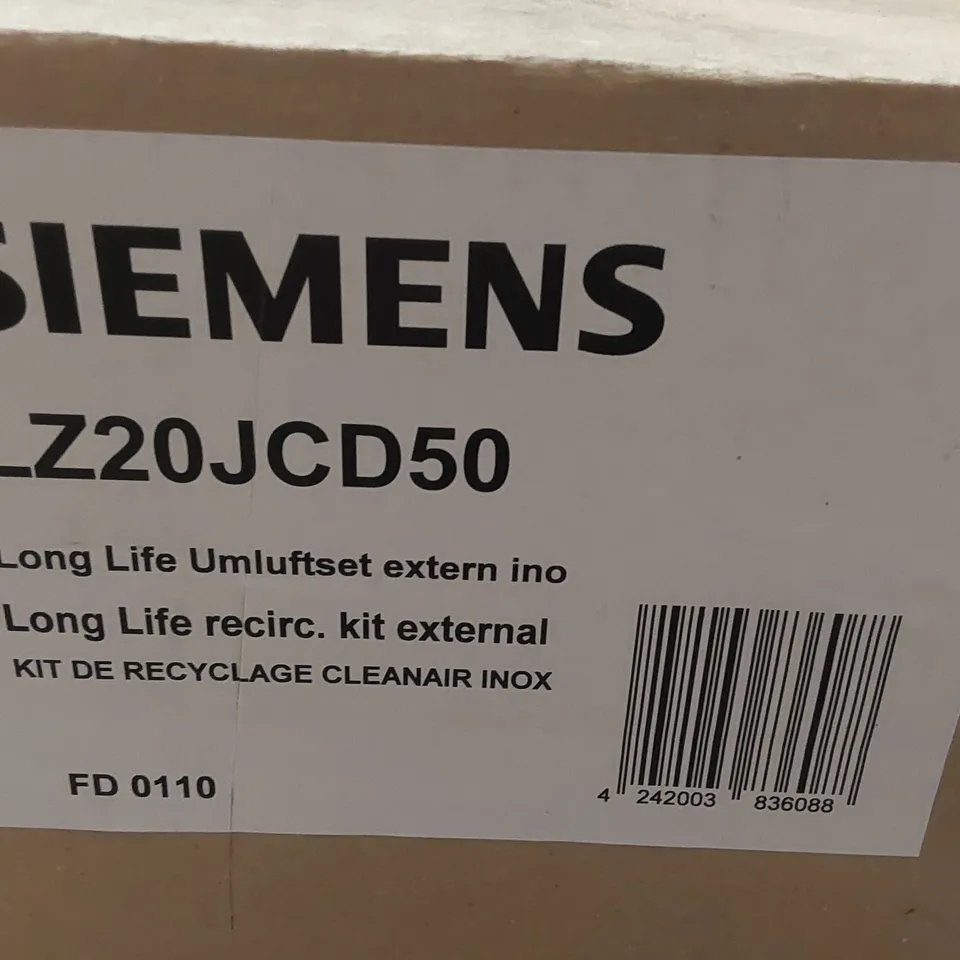 SIEMENS
LZ20JCD50
Long Life Umluftset extern ino
Long Life recirc. kit external
KIT DE RECYCLAGE CLEANAIR INOX
FD 0110
4 242003 836088